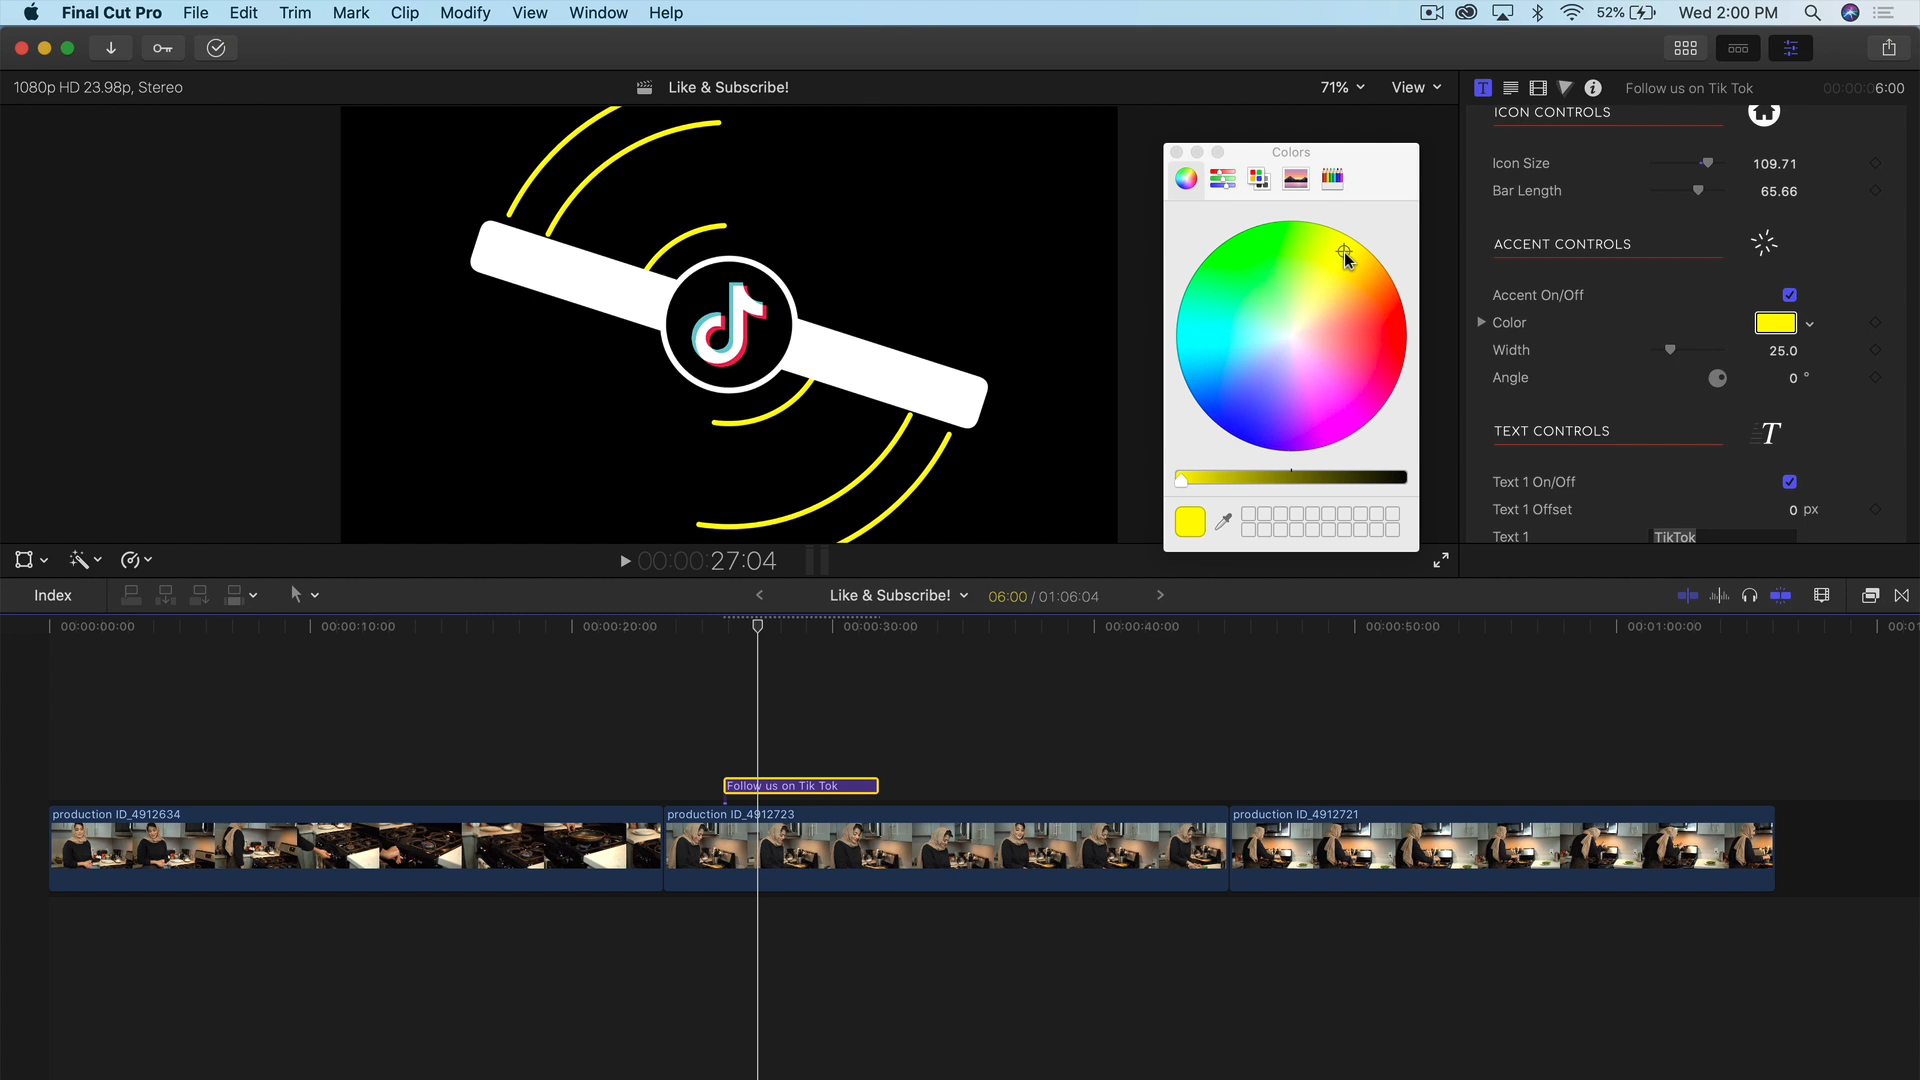 Final Cut Pro File Edit Trim Mark Clip Modify View Window Help 52% Wed 2:00 PM
1080p HD 23.98p, Stereo Like & Subscribe! 71% View T Follow us on Tik Tok 00:00:06:00
ICON CONTROLS
Icon Size 109.71
Bar Length 65.66
ACCENT CONTROLS
Accent On/Off
Color
Width 25.0
Angle 0 °
TEXT CONTROLS T
Text 1 On/Off
Text 1 Offset 0 px
Text 1 TikTok
Colors
00:00:00:27:04
Index Like & Subscribe! 06:00 / 01:06:04
00:00:00:00 00:00:10:00 00:00:20:00 00:00:30:00 00:00:40:00 00:00:50:00 00:01:00:00 00:01
Follow us on Tik Tok
production ID_4912634 production ID_4912723 production ID_4912721